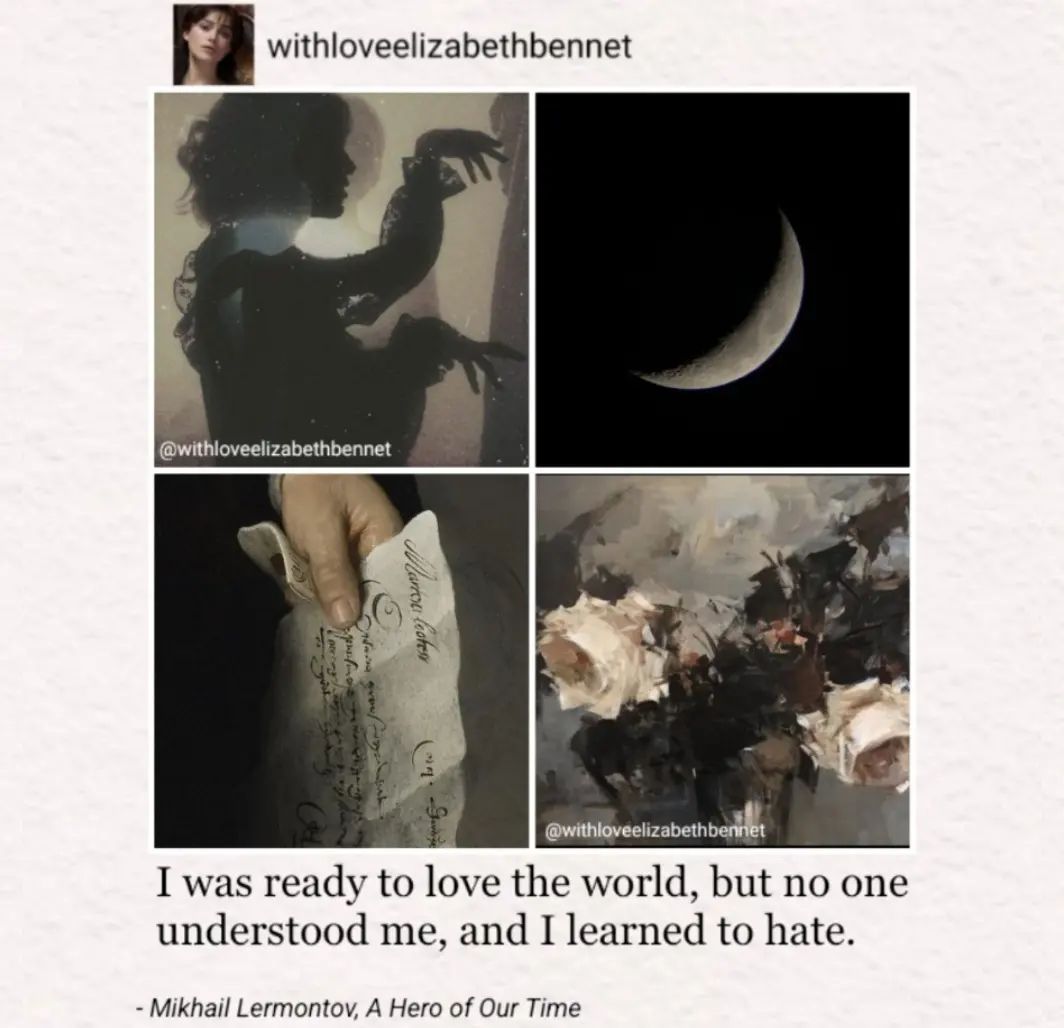 withloveelizabethbennet
@withloveelizabethbennet
@withloveelizabethbennet
I was ready to love the world, but no one
understood me, and I learned to hate.
- Mikhail Lermontov, A Hero of Our Time